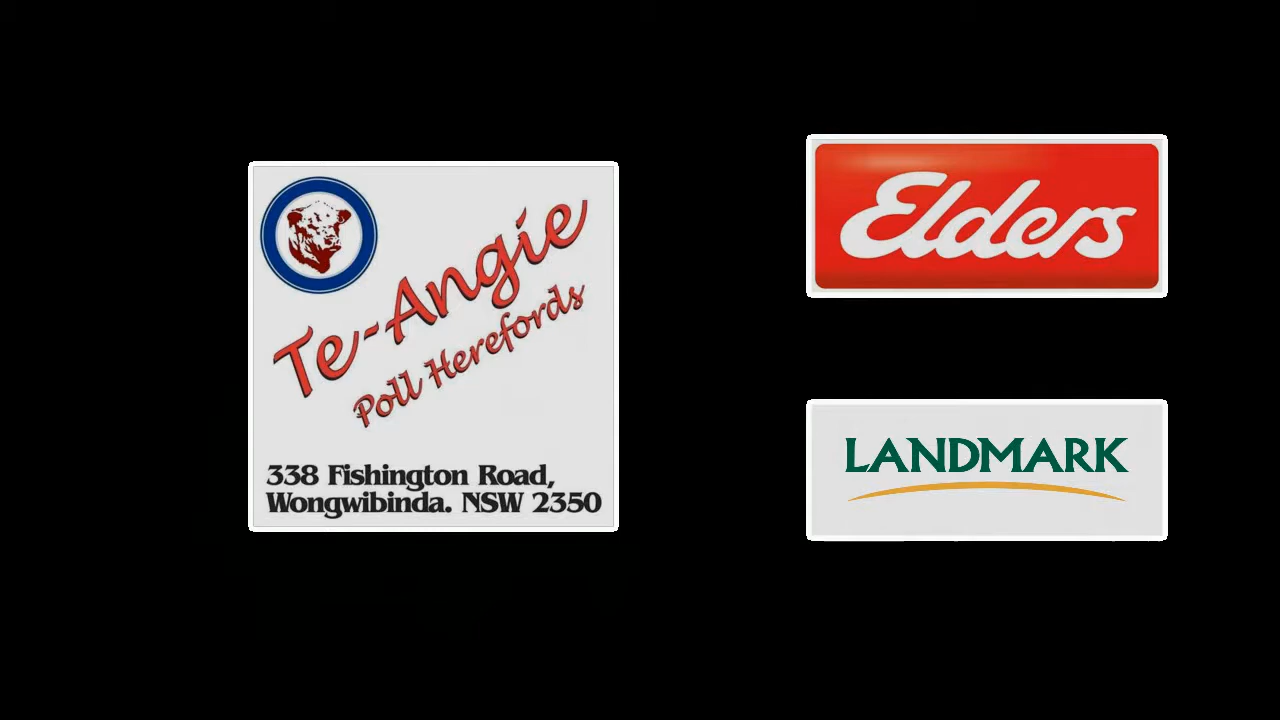 Te-Angie
Poll Herefords
338 Fishington Road,
Wongwibinda. NSW 2350
Elders
LANDMARK